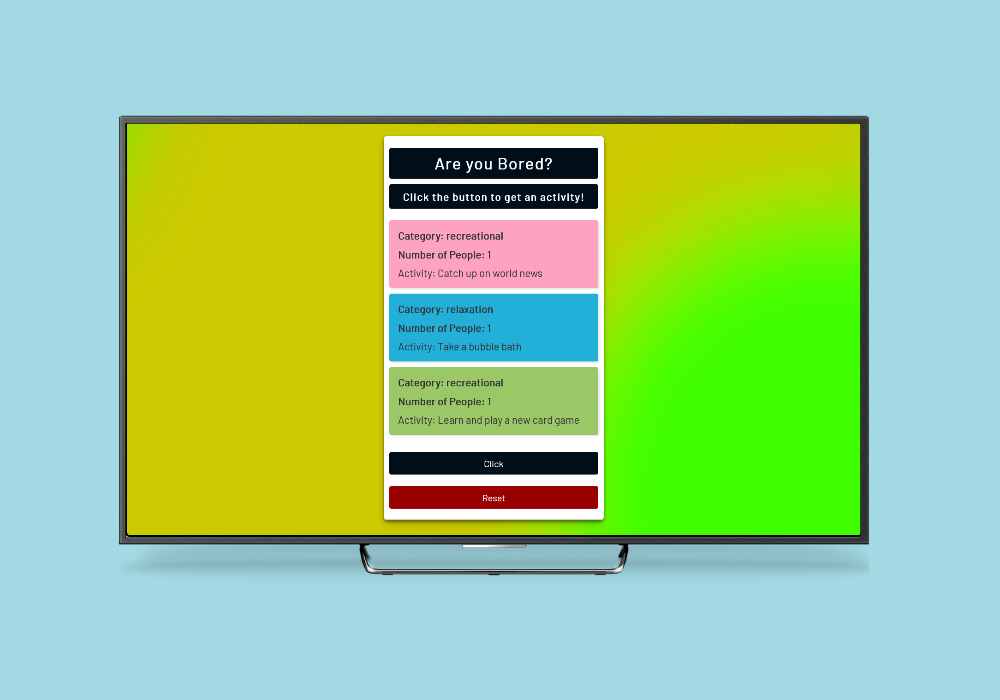 Are you Bored?
Click the button to get an activity!
Category: recreational
Number of People: 1
Activity: Catch up on world news
Category: relaxation
Number of People: 1
Activity: Take a bubble bath
Category: recreational
Number of People: 1
Activity: Learn and play a new card game
Click
Reset